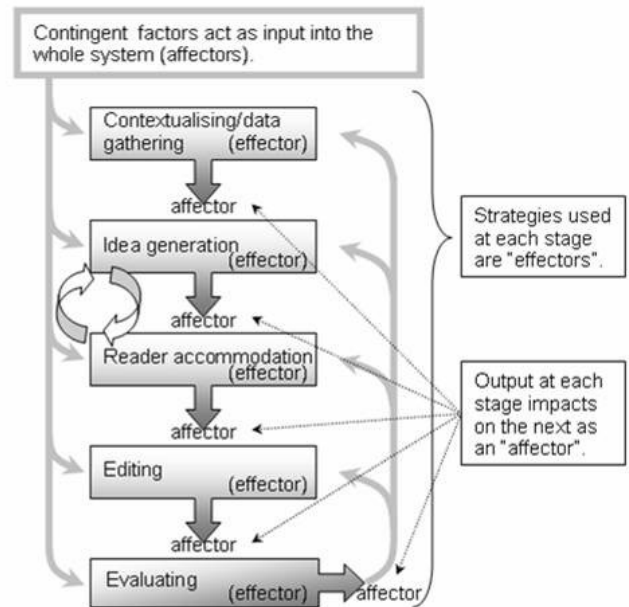 Contingent factors act as input into the
whole system (affectors).
Contextualising/data
gathering (effector)
affector
Idea generation
(effector)
affector
Reader accommodation
(effector)
affector
Editing
(effector)
affector
Evaluating
(effector)
affector
Strategies used
at each stage
are "effectors".
Output at each
stage impacts
on the next as
an "affector".